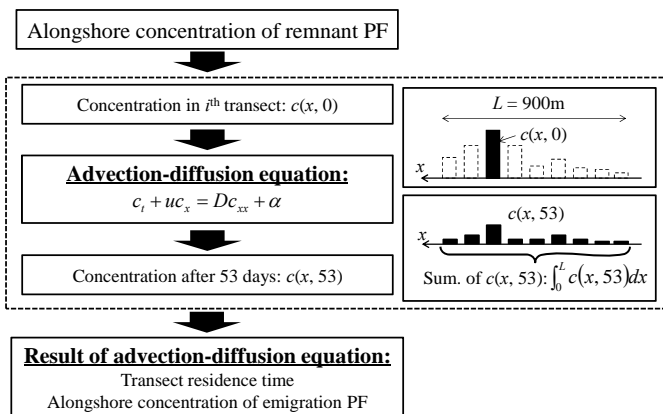 Alongshore concentration of remnant PF
Concentration in iᵗʰ transect: c(x, 0)
Advection-diffusion equation:
cₜ + ucₓ = Dcₓₓ + α
Concentration after 53 days: c(x, 53)
L = 900m
c(x, 0)
x
c(x, 53)
x
Sum. of c(x, 53): ∫₀ᴸ c(x, 53)dx
Result of advection-diffusion equation:
Transect residence time
Alongshore concentration of emigration PF